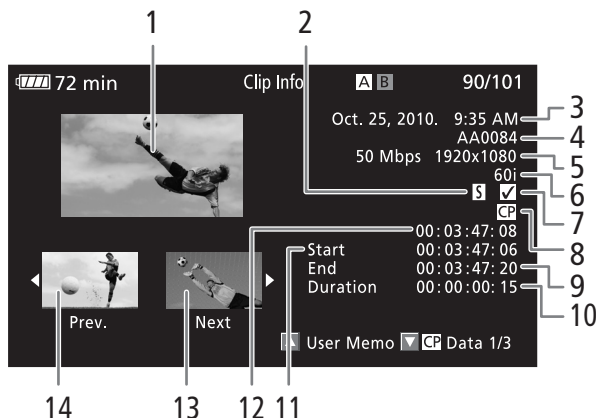 1
2
72 min Clip Info A B 90/101
Oct. 25, 2010. 9:35 AM
3
AA0084
4
50 Mbps 1920x1080
5
60i
6
S
7
CP
8
00:03:47:08
Start 00:03:47:06
End 00:03:47:20
9
Duration 00:00:00:15
10
Prev. Next
User Memo CP Data 1/3
14 13 12 11